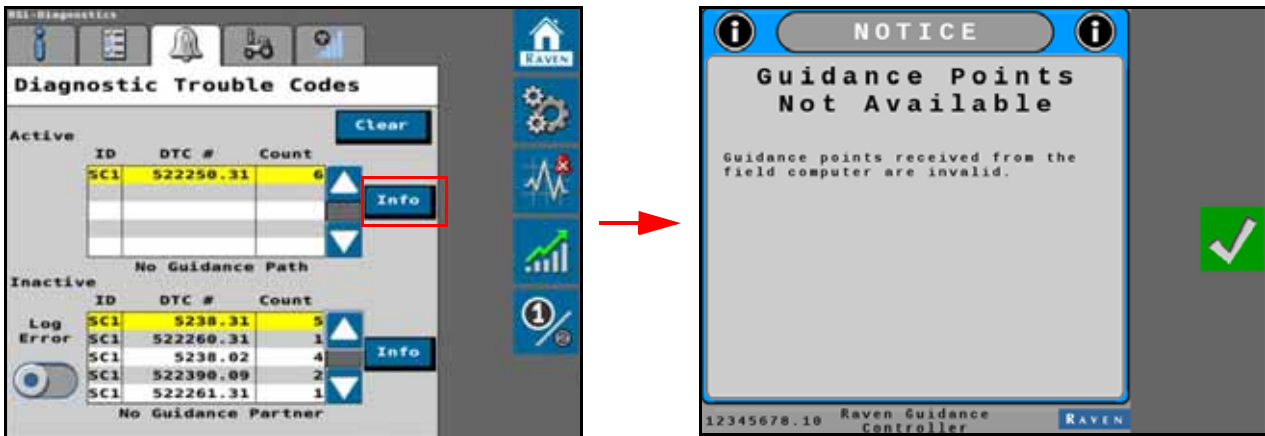 RSi-Diagnostics
RAVEN
Diagnostic Trouble Codes
Clear
Active
ID DTC # Count
SC1 522250.31 6
Info
No Guidance Path
Inactive
ID DTC # Count
Log Error
SC1 5238.31 5
SC1 522260.31 1
SC1 5238.02 4
SC1 522390.09 2
SC1 522261.31 1
Info
No Guidance Partner
1/2
NOTICE
Guidance Points
Not Available
Guidance points received from the
field computer are invalid.
12345678.10 Raven Guidance
Controller
RAVEN